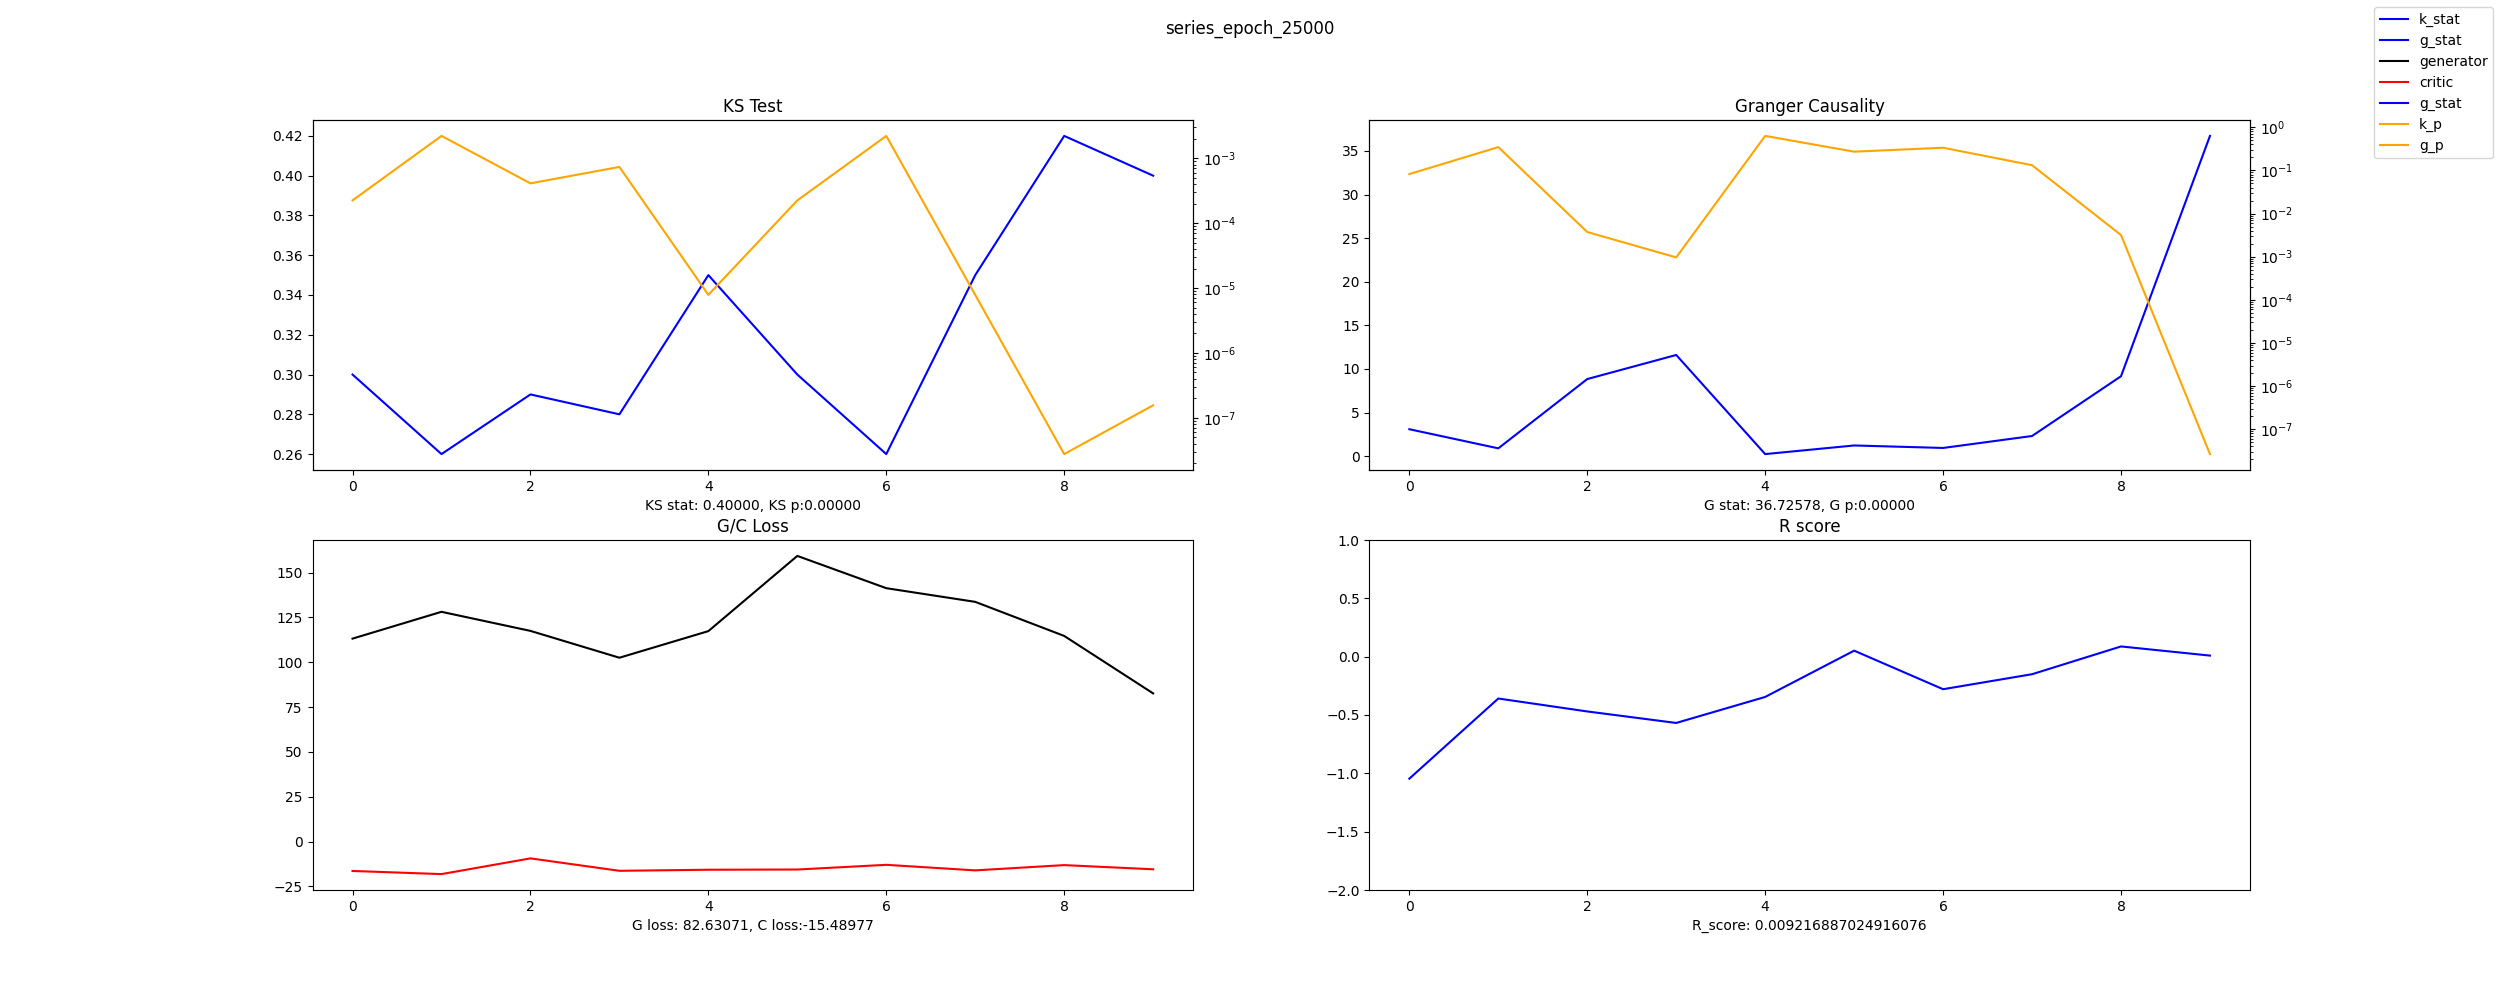 series_epoch_25000
k_stat
g_stat
generator
critic
g_stat
k_p
g_p
KS Test
0.42
0.40
0.38
0.36
0.34
0.32
0.30
0.28
0.26
10⁻³
10⁻⁴
10⁻⁵
10⁻⁶
10⁻⁷
0 2 4 6 8
KS stat: 0.40000, KS p:0.00000
Granger Causality
35
30
25
20
15
10
5
0
10⁰
10⁻¹
10⁻²
10⁻³
10⁻⁴
10⁻⁵
10⁻⁶
10⁻⁷
0 2 4 6 8
G stat: 36.72578, G p:0.00000
G/C Loss
150
125
100
75
50
25
0
−25
0 2 4 6 8
G loss: 82.63071, C loss:-15.48977
R score
1.0
0.5
0.0
−0.5
−1.0
−1.5
−2.0
0 2 4 6 8
R_score: 0.009216887024916076